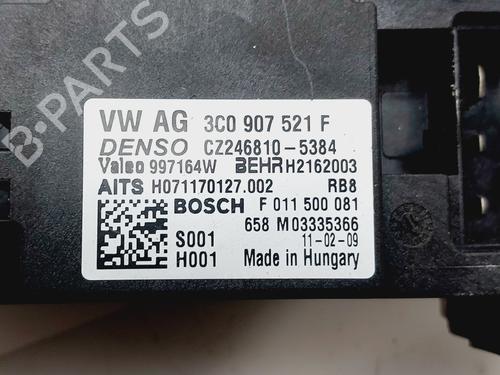 B-PARTS
VW AG 3C0 907 521 F
DENSO CZ246810-5384
Valeo 997164W BEHR H2162003
AITS H071170127.002 RB8
BOSCH F 011 500 081
658 M03335366
S001 11-02-09
H001 Made in Hungary